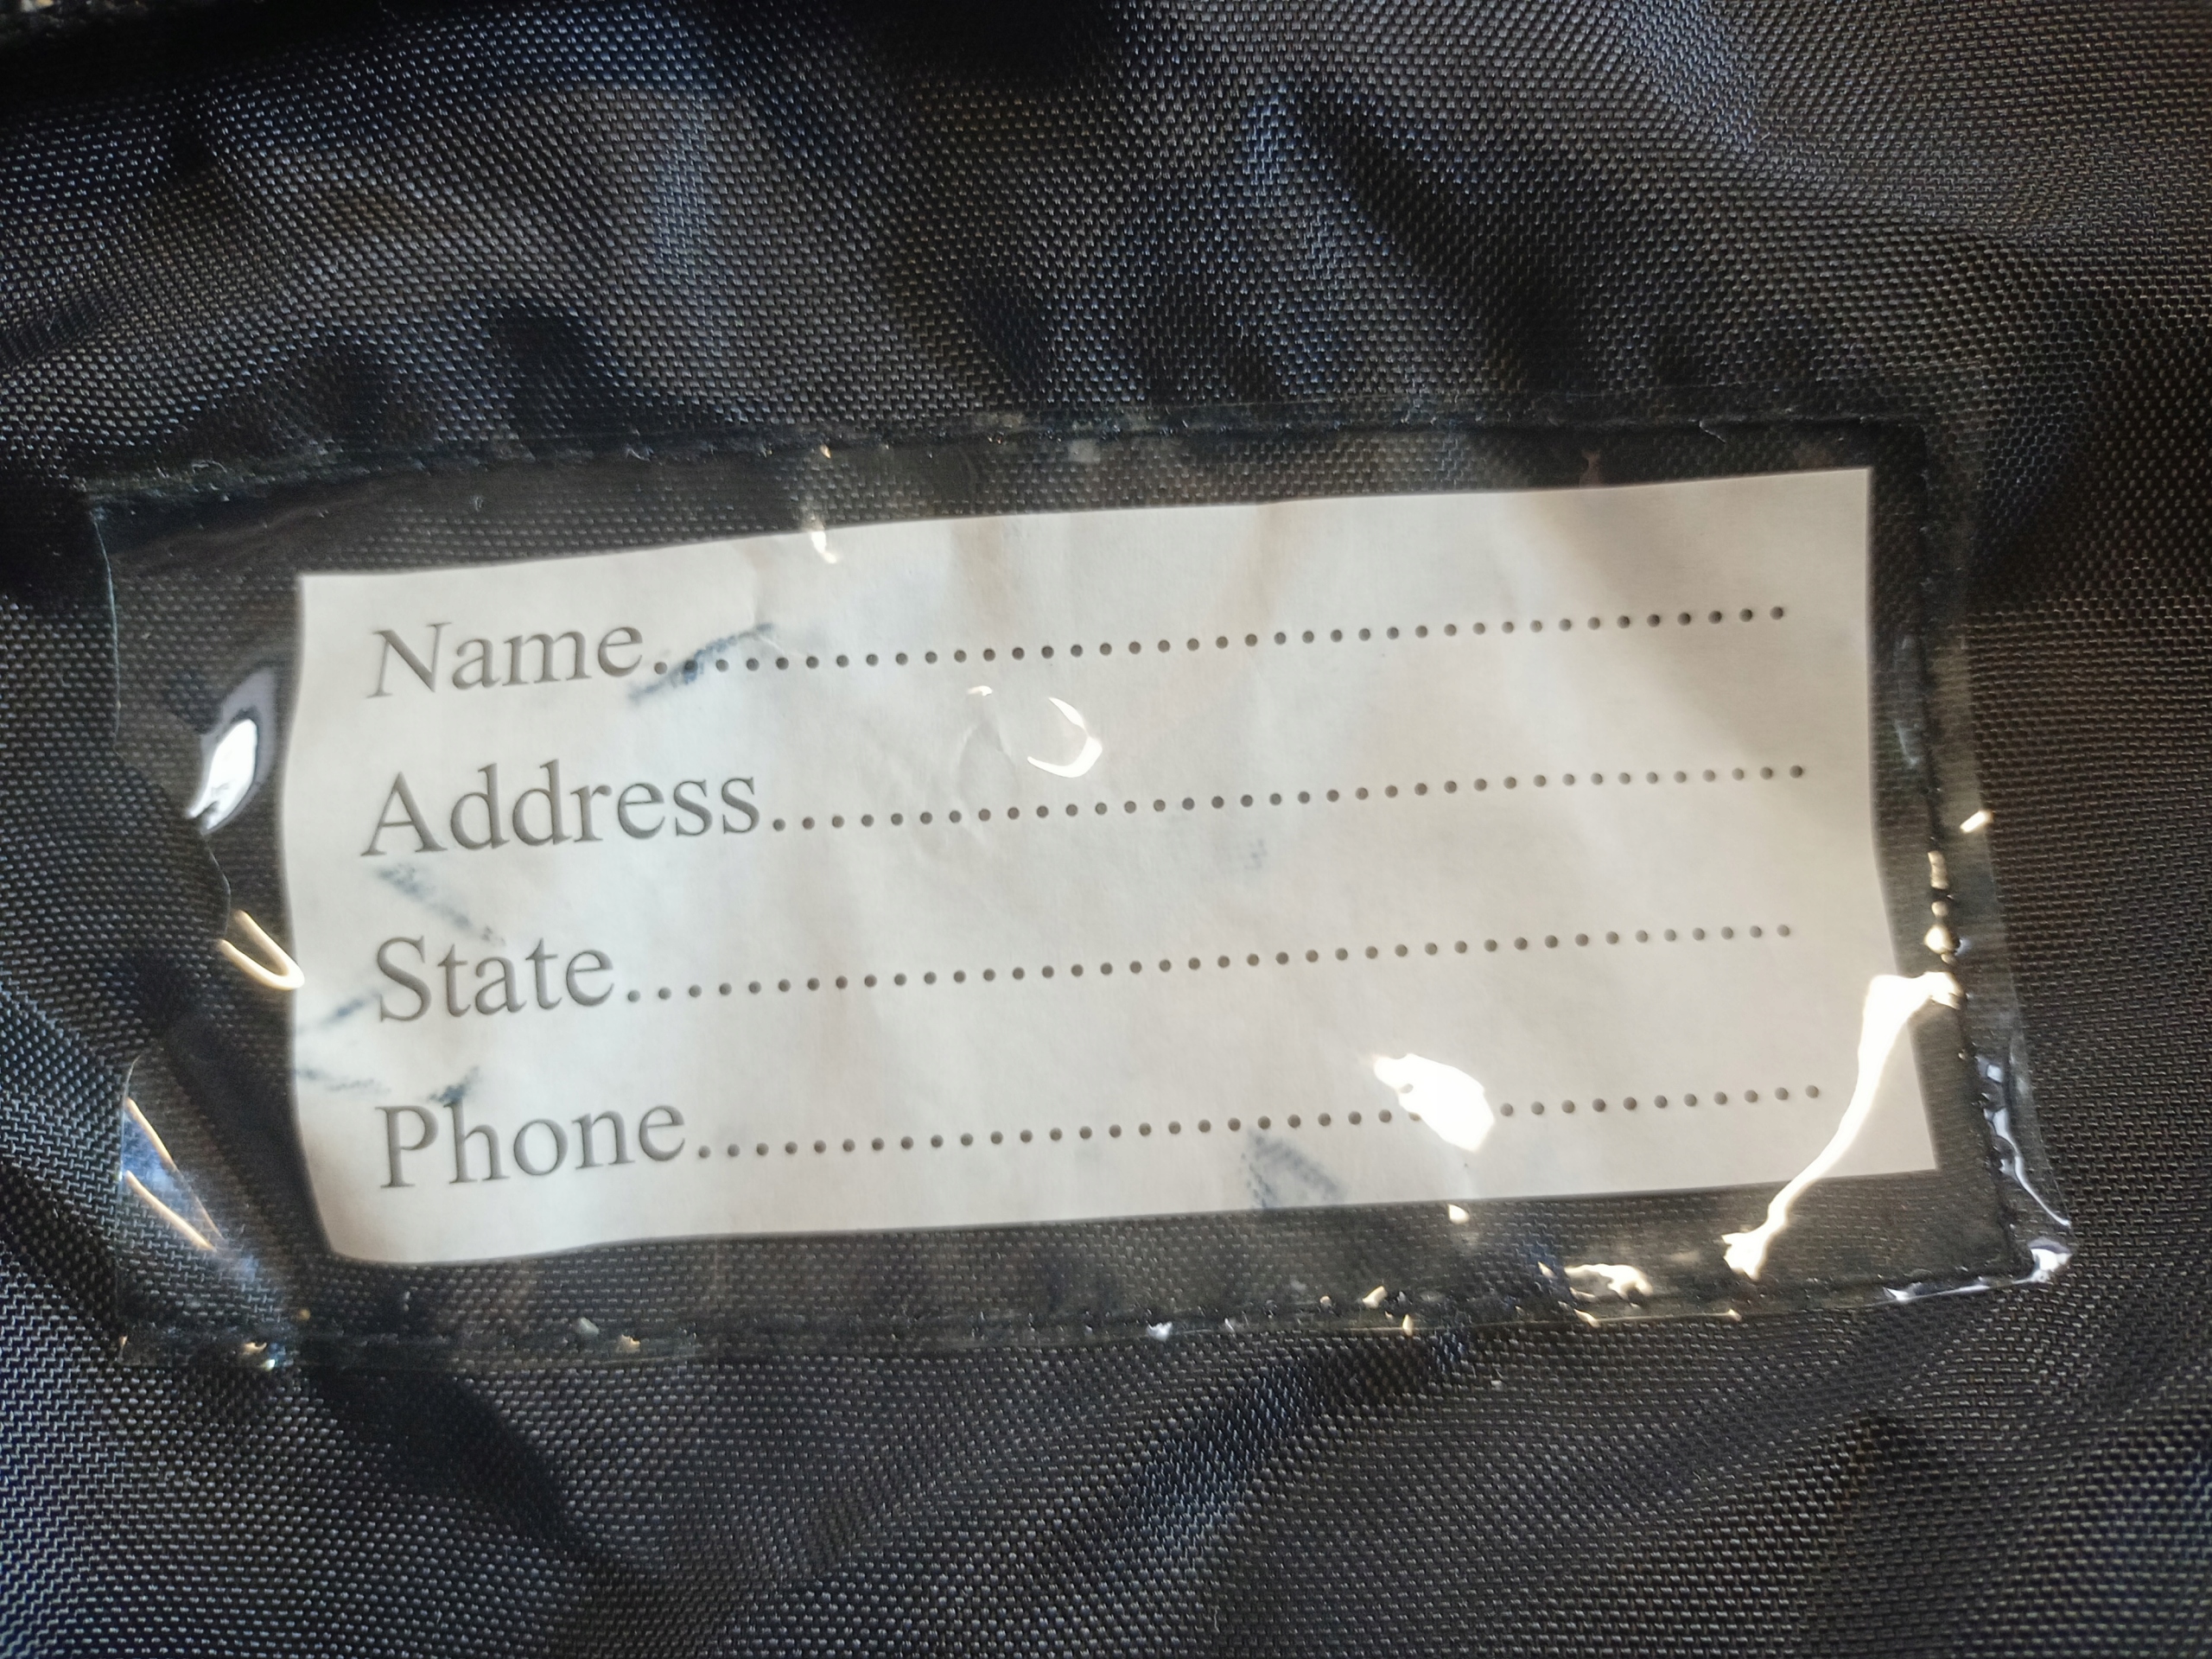 Name.......................................
Address....................................
State........................................
Phone.......................................